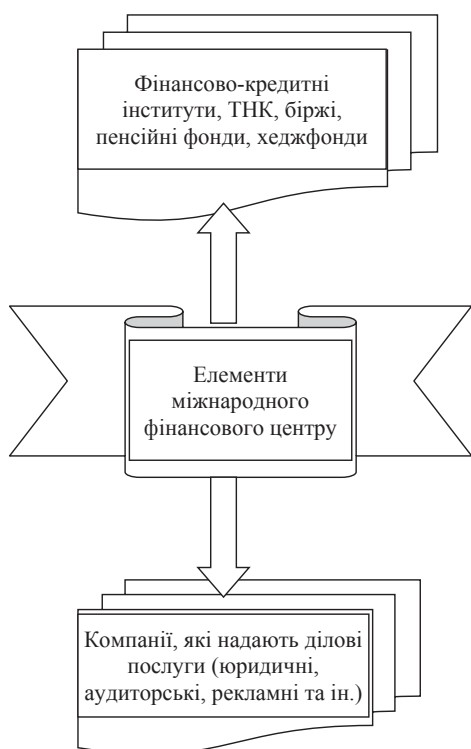 Фінансово-кредитні
інститути, ТНК, біржі,
пенсійні фонди, хеджфонди
Елементи
міжнародного
фінансового центру
Компанії, які надають ділові
послуги (юридичні,
аудиторські, рекламні та ін.)